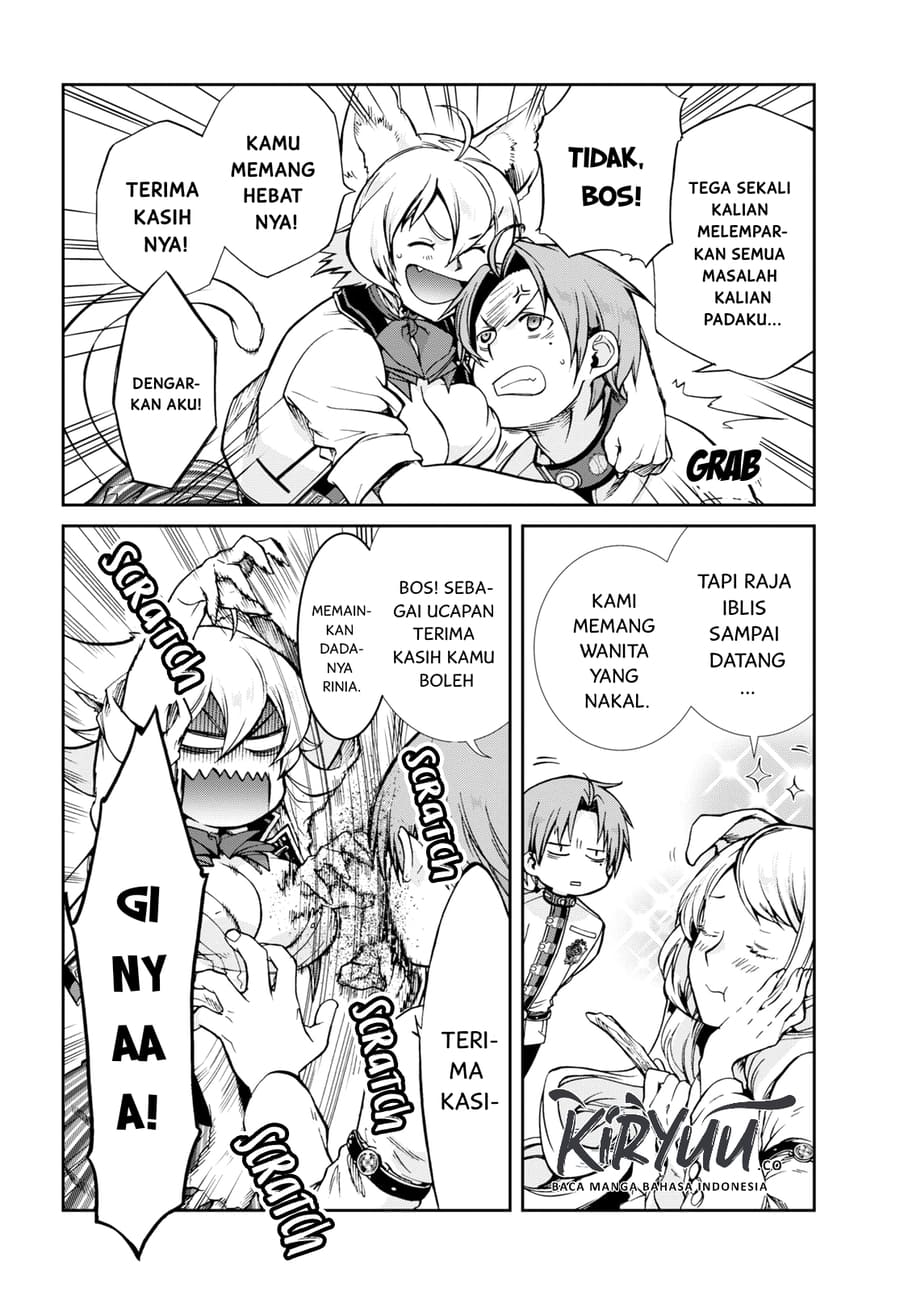 TEGA SEKALI
KALIAN
MELEMPAR-
KAN SEMUA
MASALAH
KALIAN
PADAKU...
TIDAK,
BOS!
KAMU
MEMANG
HEBAT
NYA!
TERIMA
KASIH
NYA!
DENGAR-
KAN AKU!
GRAB
TAPI RAJA
IBLIS
SAMPAI
DATANG
...
KAMI
MEMANG
WANITA
YANG
NAKAL.
BOS! SEBA-
GAI UCAPAN
TERIMA
KASIH KAMU
BOLEH
MEMAIN-
KAN
DADA-
NYA
RINIA.
SCRATCH
SCRATCH
TERI-
MA
KASI-
GI
NY
AA
A!
SCRATCH
SCRATCH
KIRYUU
.CO
BACA MANGA BAHASA INDONESIA